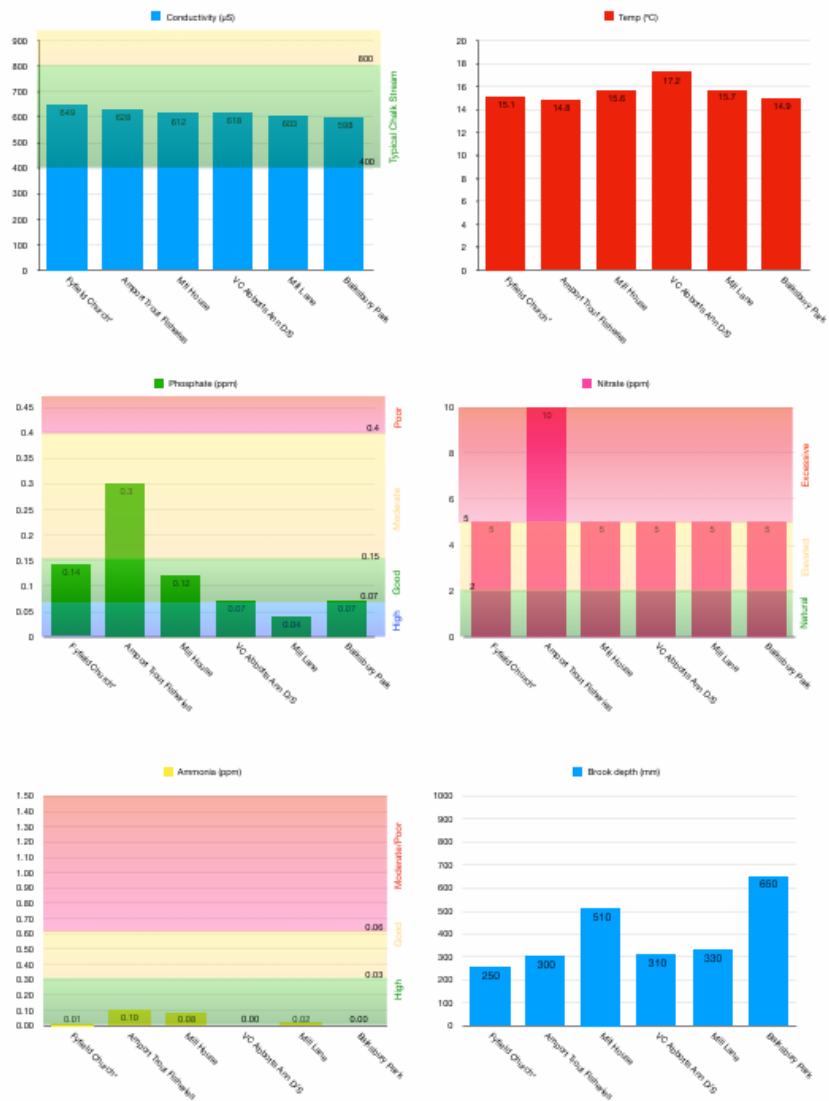 Conductivity (µS)
900
800
700
600
500
400
300
200
100
0
800
400
Typical Chalk Stream
649
628
612
618
603
Fyfield Church*
Amport Trout Fisheries
Mill House
VC Abbotts Ann D/S
Mill Lane
Balksbury Park
Temp (ºC)
20
18
16
14
12
10
8
6
4
2
0
15.1
14.8
15.6
17.2
15.7
14.9
Fyfield Church*
Amport Trout Fisheries
Mill House
VC Abbotts Ann D/S
Mill Lane
Balksbury Park
Phosphate (ppm)
0.45
0.4
0.35
0.3
0.25
0.2
0.15
0.1
0.05
0
0.4
0.15
0.07
Poor
Moderate
Good
High
0.14
0.3
0.12
0.07
0.04
0.07
Fyfield Church*
Amport Trout Fisheries
Mill House
VC Abbotts Ann D/S
Mill Lane
Balksbury Park
Nitrate (ppm)
10
8
6
4
2
0
5
2
Excessive
Elevated
Natural
5
10
5
5
5
5
Fyfield Church*
Amport Trout Fisheries
Mill House
VC Abbotts Ann D/S
Mill Lane
Balksbury Park
Ammonia (ppm)
1.50
1.40
1.30
1.20
1.10
1.00
0.90
0.80
0.70
0.60
0.50
0.40
0.30
0.20
0.10
0.00
0.06
0.03
Moderate/Poor
Good
High
0.01
0.10
0.08
0.00
0.02
0.00
Fyfield Church*
Amport Trout Fisheries
Mill House
VC Abbotts Ann D/S
Mill Lane
Balksbury Park
Brook depth (mm)
1000
900
800
700
600
500
400
300
200
100
0
250
300
510
310
330
650
Fyfield Church*
Amport Trout Fisheries
Mill House
VC Abbotts Ann D/S
Mill Lane
Balksbury Park